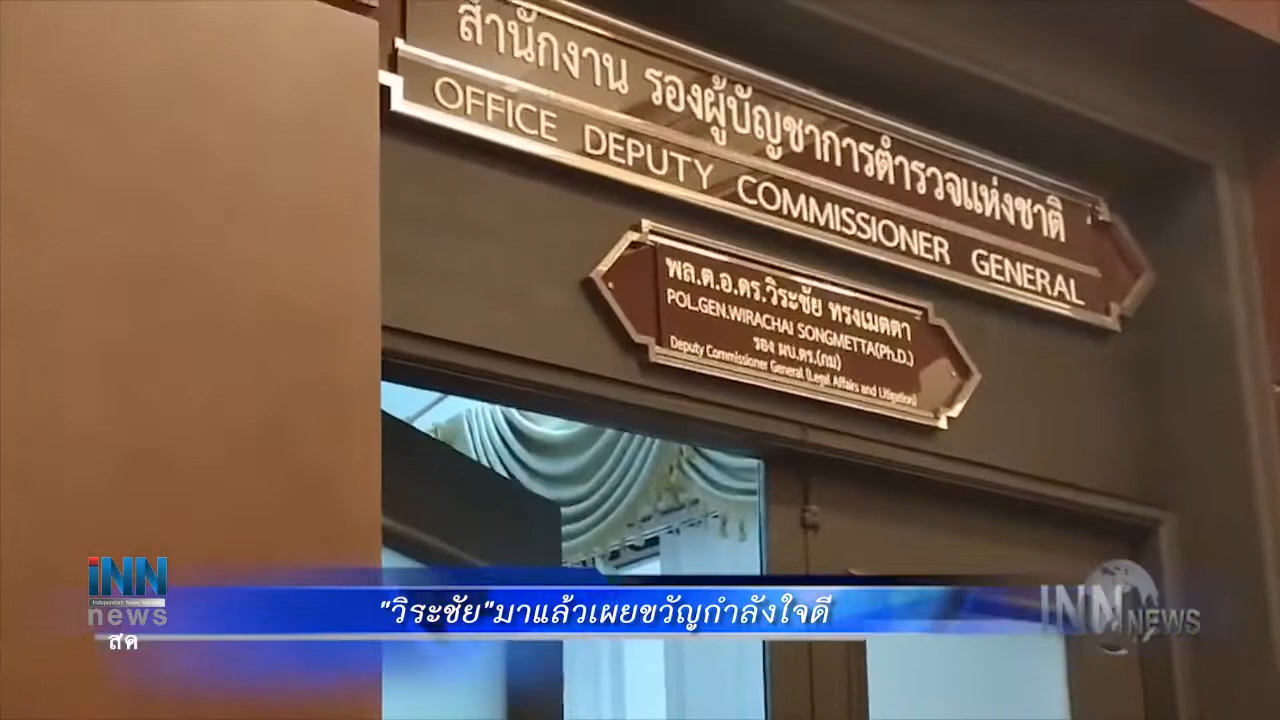 สำนักงาน รองผู้บัญชาการตำรวจแห่งชาติ
OFFICE DEPUTY COMMISSIONER GENERAL
พล.ต.อ.ดร.วิระชัย ทรงเมตตา
POL.GEN.WIRACHAI SONGMETTA(Ph.D.)
รอง ผบ.ตร.(กม)
Deputy Commissioner General (Legal Affairs and Litigation)
iNN
Independent News Network
news
สด
"วิระชัย"มาแล้วเผยขวัญกำลังใจดี
INN NEWS